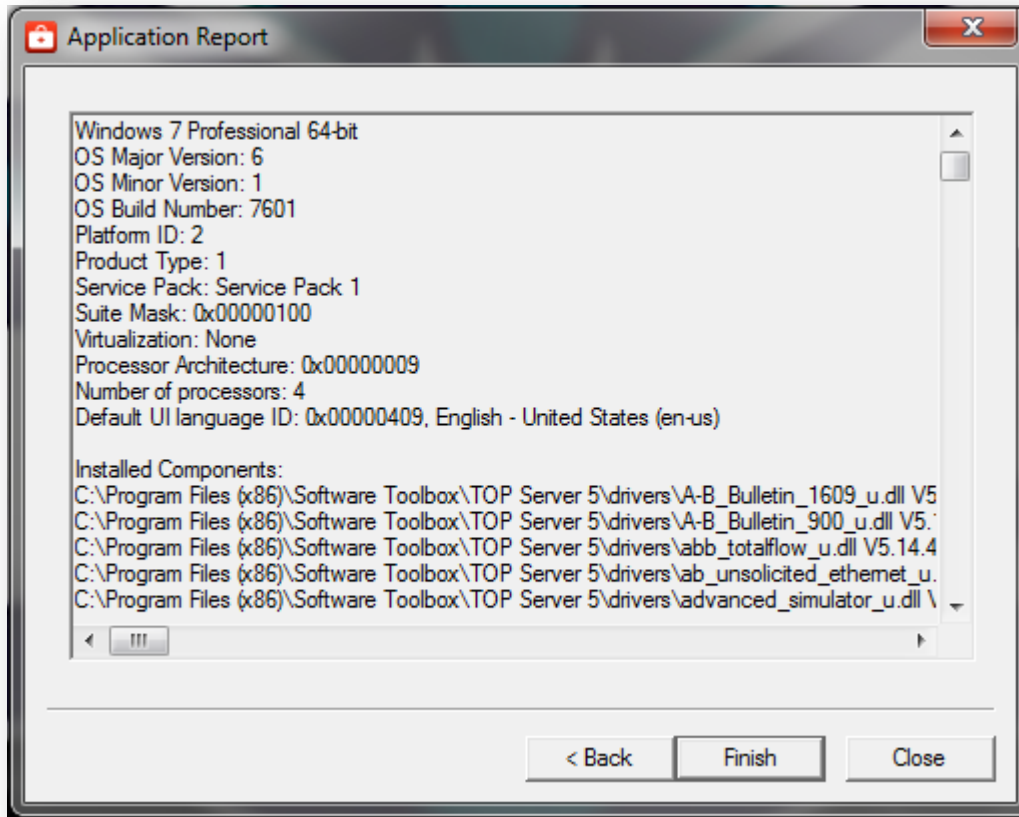 Application Report
Windows 7 Professional 64-bit
OS Major Version: 6
OS Minor Version: 1
OS Build Number: 7601
Platform ID: 2
Product Type: 1
Service Pack: Service Pack 1
Suite Mask: 0x00000100
Virtualization: None
Processor Architecture: 0x00000009
Number of processors: 4
Default UI language ID: 0x00000409, English - United States (en-us)
Installed Components:
C:\Program Files (x86)\Software Toolbox\TOP Server 5\drivers\A-B_Bulletin_1609_u.dll V5
C:\Program Files (x86)\Software Toolbox\TOP Server 5\drivers\A-B_Bulletin_900_u.dll V5.
C:\Program Files (x86)\Software Toolbox\TOP Server 5\drivers\abb_totalflow_u.dll V5.14.4
C:\Program Files (x86)\Software Toolbox\TOP Server 5\drivers\ab_unsolicited_ethernet_u.
C:\Program Files (x86)\Software Toolbox\TOP Server 5\drivers\advanced_simulator_u.dll
< Back Finish Close